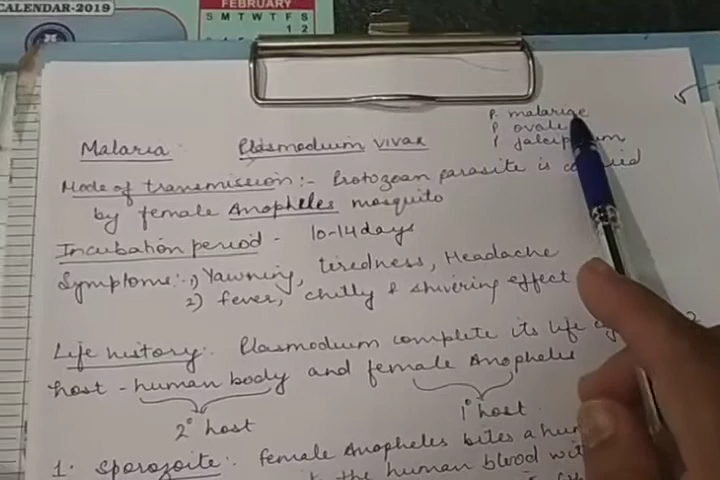 CALENDAR-2019
FEBRUARY
S M T W T F S
1 2
P. malariae
P ovale
P falciparum
Malaria Plasmodium vivax
Mode of transmission :- Protozoan parasite is
by female Anopheles mosquito
Incubation period - 10-14 days
Symptoms :- 1) Yawning, tiredness, Headache
2) fever, chilly & shivering effect
Life history :- Plasmodium complete its life 2
host - human body and female Anopheles
2° host 1° host
1. Sporozoite :- female Anopheles bites a
the human blood